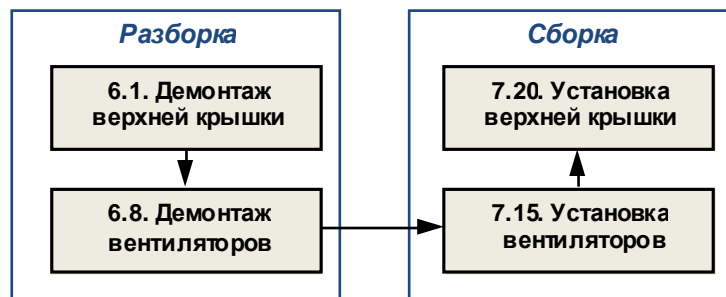 Разборка
6.1. Демонтаж
верхней крышки
6.8. Демонтаж
вентиляторов
Сборка
7.20. Установка
верхней крышки
7.15. Установка
вентиляторов